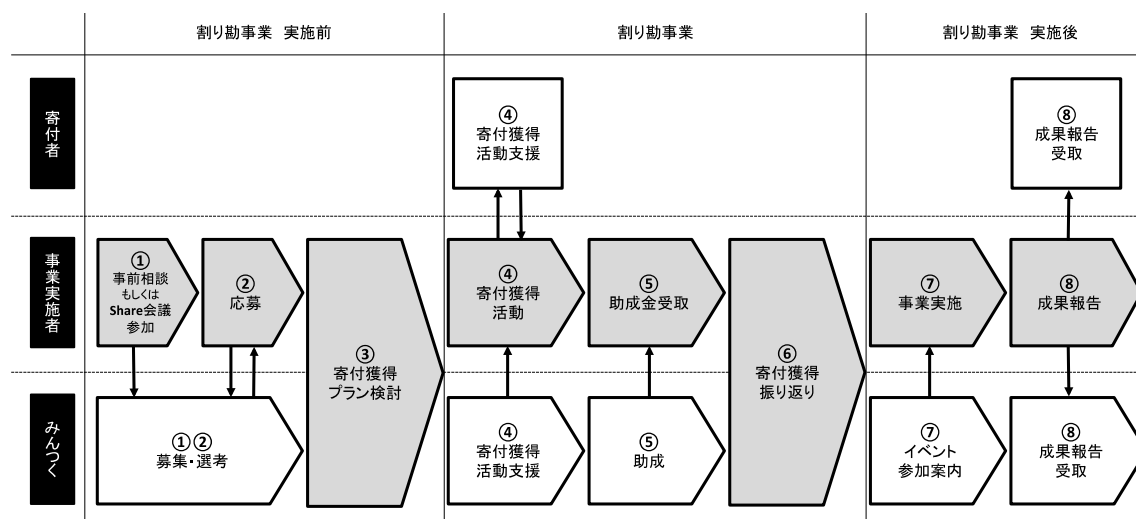 割り勘事業 実施前
割り勘事業
割り勘事業 実施後
寄付者
④
寄付獲得
活動支援
⑧
成果報告
受取
事業実施者
①
事前相談
もしくは
Share会議
参加
②
応募
③
寄付獲得
プラン検討
④
寄付獲得
活動
⑤
助成金受取
⑥
寄付獲得
振り返り
⑦
事業実施
⑧
成果報告
みんつく
①②
募集・選考
④
寄付獲得
活動支援
⑤
助成
⑦
イベント
参加案内
⑧
成果報告
受取